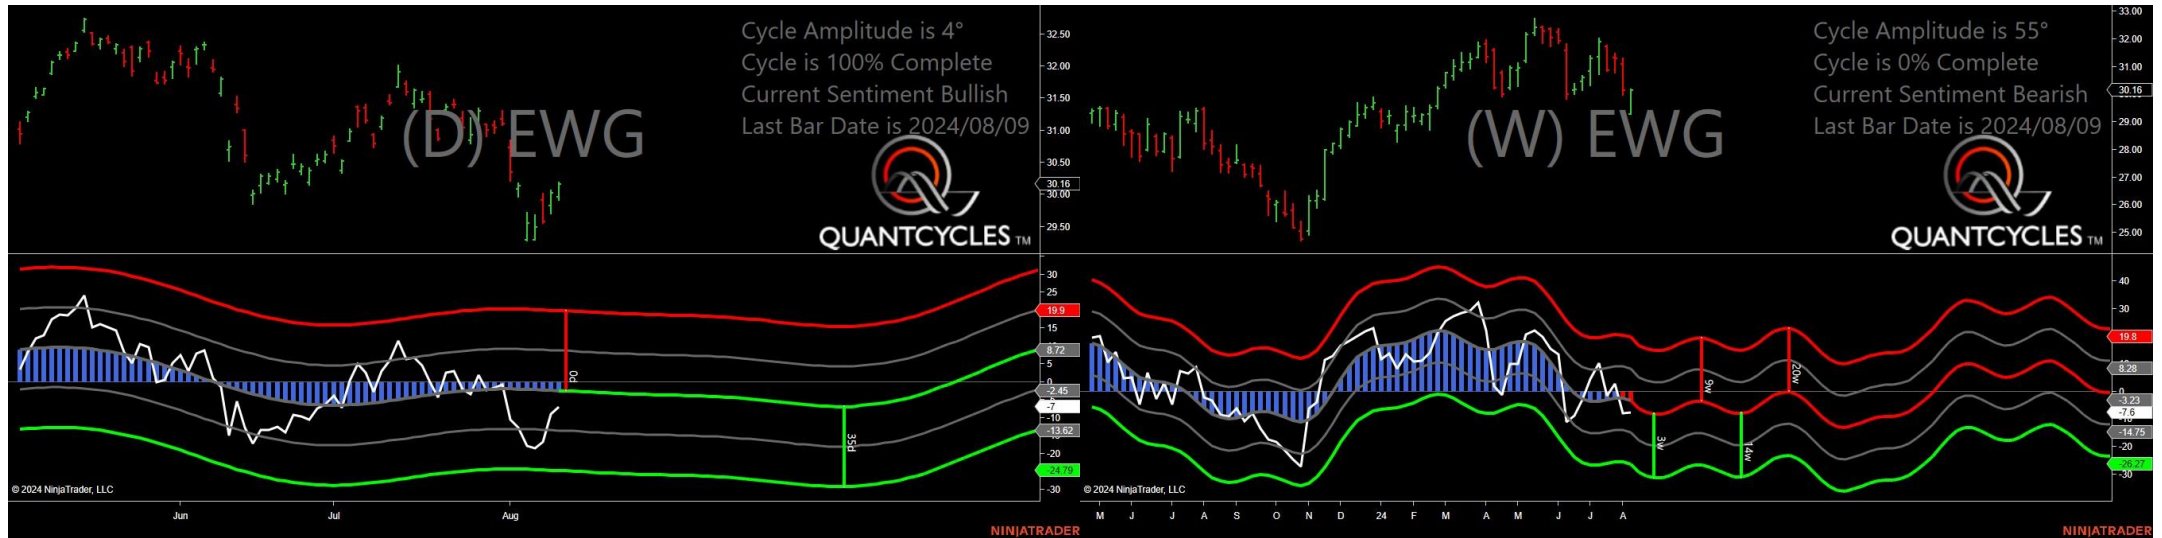 Cycle Amplitude is 4°
Cycle is 100% Complete
Current Sentiment Bullish
Last Bar Date is 2024/08/09
(D) EWG
QUANTCYCLES TM
32.50
32.00
31.50
31.00
30.50
30.16
30.00
29.50
30
25
19.9
15
8.72
5
0
-2.45
-7
-10
-13.62
-20
-24.79
-30
0d
35d
© 2024 NinjaTrader, LLC
Jun Jul Aug
NINJATRADER
Cycle Amplitude is 55°
Cycle is 0% Complete
Current Sentiment Bearish
Last Bar Date is 2024/08/09
(W) EWG
QUANTCYCLES TM
33.00
32.00
31.00
30.16
29.00
28.00
27.00
26.00
25.00
40
30
19.8
8.28
0
-3.23
-7.6
-14.75
-20
-26.27
-30
3w
9w
14w
20w
© 2024 NinjaTrader, LLC
M J J A S O N D 24 F M A M J J A
NINJATRADER